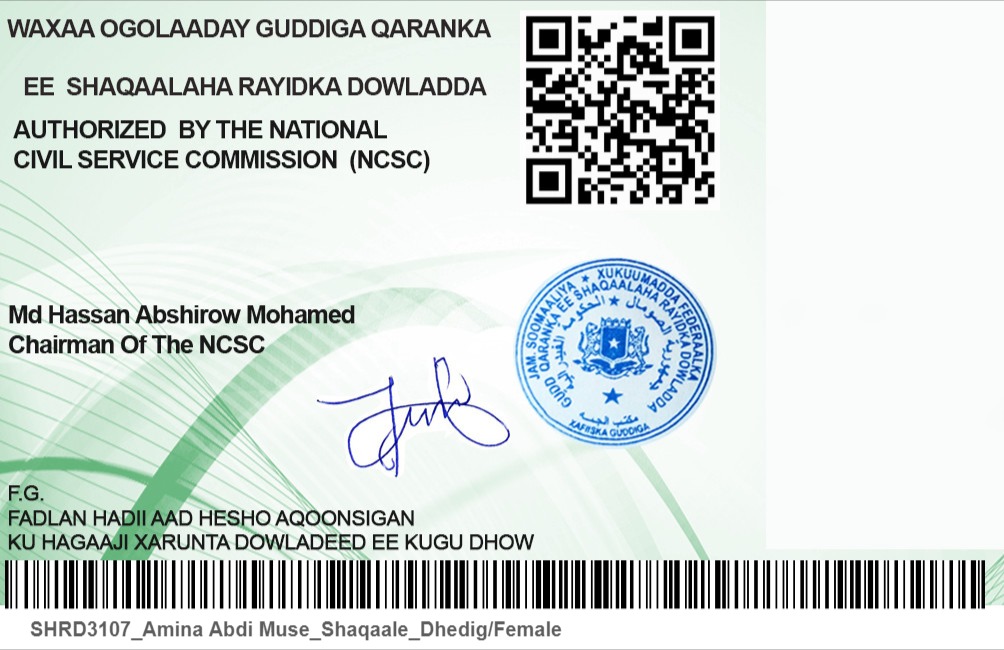 WAXAA OGOLAADAY GUDDIGA QARANKA
EE SHAQAALAHA RAYIDKA DOWLADDA
AUTHORIZED BY THE NATIONAL
CIVIL SERVICE COMMISSION (NCSC)
Md Hassan Abshirow Mohamed
Chairman Of The NCSC
JAM. SOOMAALIYA ★ XUKUUMADDA FEDERAALKA
GUDD QARANKA EE SHAQAALAHA RAYIDKA DOWLADDA
XAFIISKA GUDDIGA
F.G.
FADLAN HADII AAD HESHO AQOONSIGAN
KU HAGAAJI XARUNTA DOWLADEED EE KUGU DHOW
SHRD3107_Amina Abdi Muse_Shaqaale_Dhedig/Female